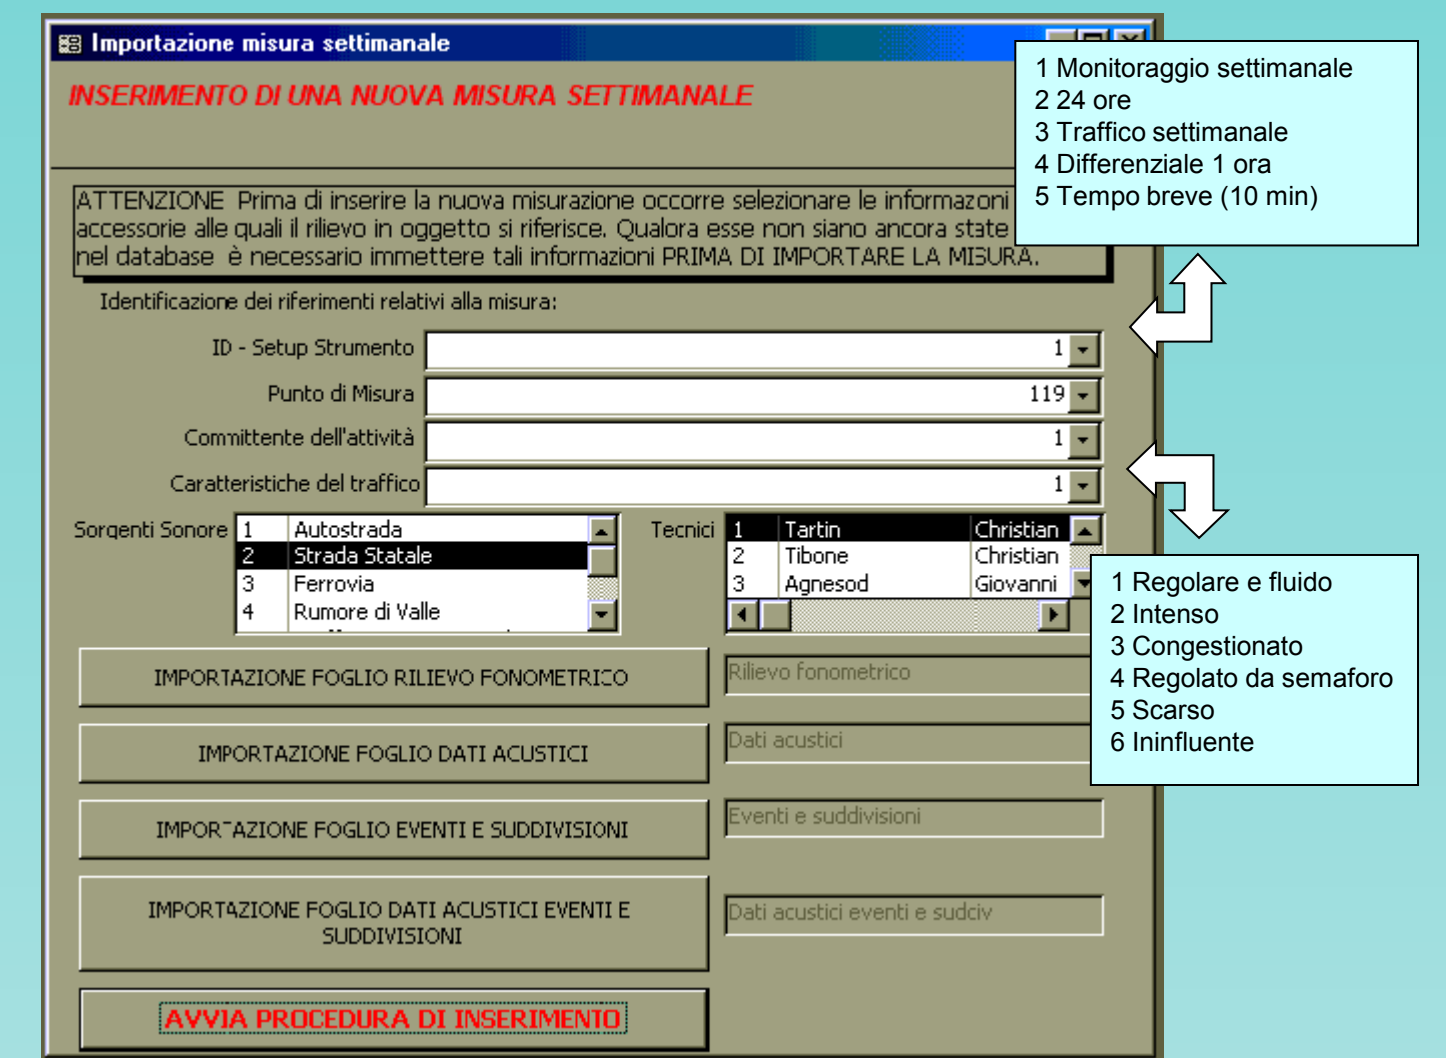 Importazione misura settimanale
INSERIMENTO DI UNA NUOVA MISURA SETTIMANALE
1 Monitoraggio settimanale
2 24 ore
3 Traffico settimanale
4 Differenziale 1 ora
5 Tempo breve (10 min)
ATTENZIONE Prima di inserire la nuova misurazione occorre selezionare le informazoni
accessorie alle quali il rilievo in oggetto si riferisce. Qualora esse non siano ancora state
nel database è necessario immettere tali informazioni PRIMA DI IMPORTARE LA MISURA.
Identificazione dei riferimenti relativi alla misura:
ID - Setup Strumento 1
Punto di Misura 119
Committente dell'attività 1
Caratteristiche del traffico 1
Sorgenti Sonore
1 Autostrada
2 Strada Statale
3 Ferrovia
4 Rumore di Valle
Tecnici
1 Tartin Christian
2 Tibone Christian
3 Agnesod Giovanni
1 Regolare e fluido
2 Intenso
3 Congestionato
4 Regolato da semaforo
5 Scarso
6 Ininfluente
IMPORTAZIONE FOGLIO RILIEVO FONOMETRICO
Rilievo fonometrico
IMPORTAZIONE FOGLIO DATI ACUSTICI
Dati acustici
IMPORTAZIONE FOGLIO EVENTI E SUDDIVISIONI
Eventi e suddivisioni
IMPORTAZIONE FOGLIO DATI ACUSTICI EVENTI E
SUDDIVISIONI
Dati acustici eventi e suddiv
AVVIA PROCEDURA DI INSERIMENTO